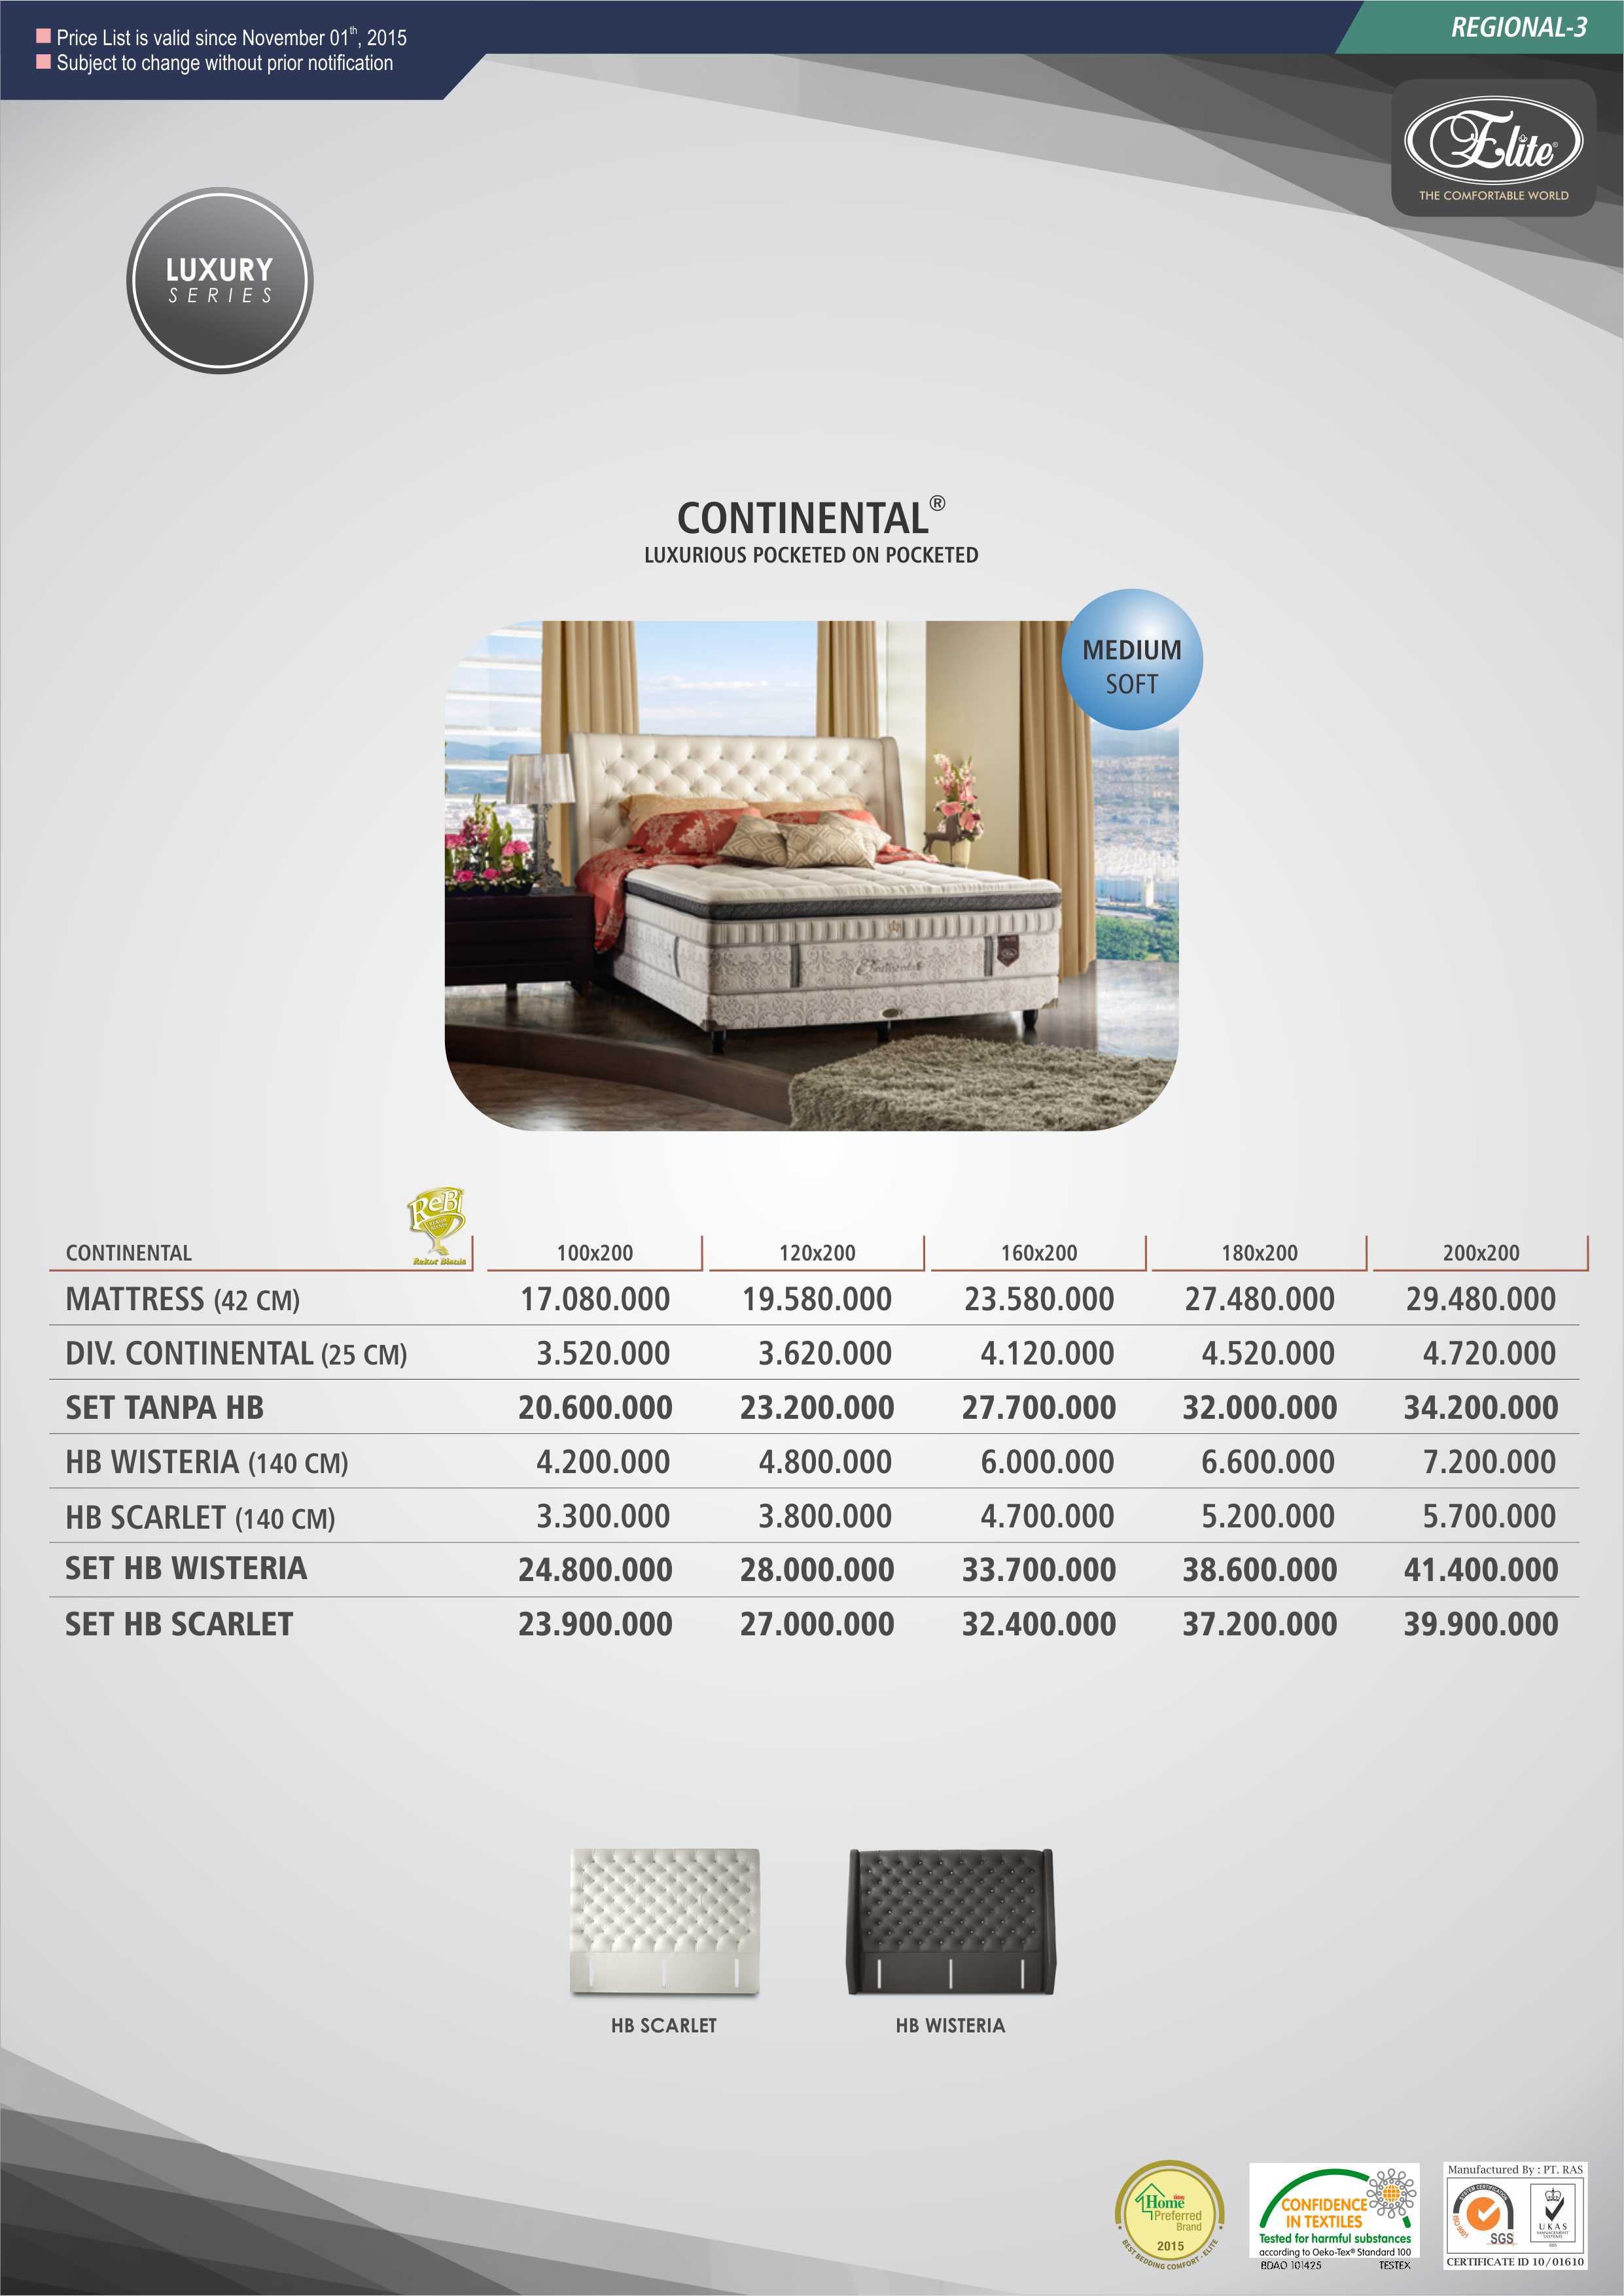 Price List is valid since November 01th, 2015
Subject to change without prior notification
REGIONAL-3
Elite®
THE COMFORTABLE WORLD
LUXURY
SERIES
CONTINENTAL®
LUXURIOUS POCKETED ON POCKETED
MEDIUM
SOFT
Continental
ReBi
Rekor Bisnis
CONTINENTAL 100x200 120x200 160x200 180x200 200x200
MATTRESS (42 CM) 17.080.000 19.580.000 23.580.000 27.480.000 29.480.000
DIV. CONTINENTAL (25 CM) 3.520.000 3.620.000 4.120.000 4.520.000 4.720.000
SET TANPA HB 20.600.000 23.200.000 27.700.000 32.000.000 34.200.000
HB WISTERIA (140 CM) 4.200.000 4.800.000 6.000.000 6.600.000 7.200.000
HB SCARLET (140 CM) 3.300.000 3.800.000 4.700.000 5.200.000 5.700.000
SET HB WISTERIA 24.800.000 28.000.000 33.700.000 38.600.000 41.400.000
SET HB SCARLET 23.900.000 27.000.000 32.400.000 37.200.000 39.900.000
HB SCARLET HB WISTERIA
Home
Preferred
Brand
2015
BEST BEDDING COMFORT - ELITE
CONFIDENCE
IN TEXTILES
Tested for harmful substances
according to Oeko-Tex® Standard 100
BDAO 101425 TESTEX
Manufactured By : PT. RAS
SYSTEM CERTIFICATION
ISO 9001
SGS
UKAS
MANAGEMENT
SYSTEMS
CERTIFICATE ID 10/01610